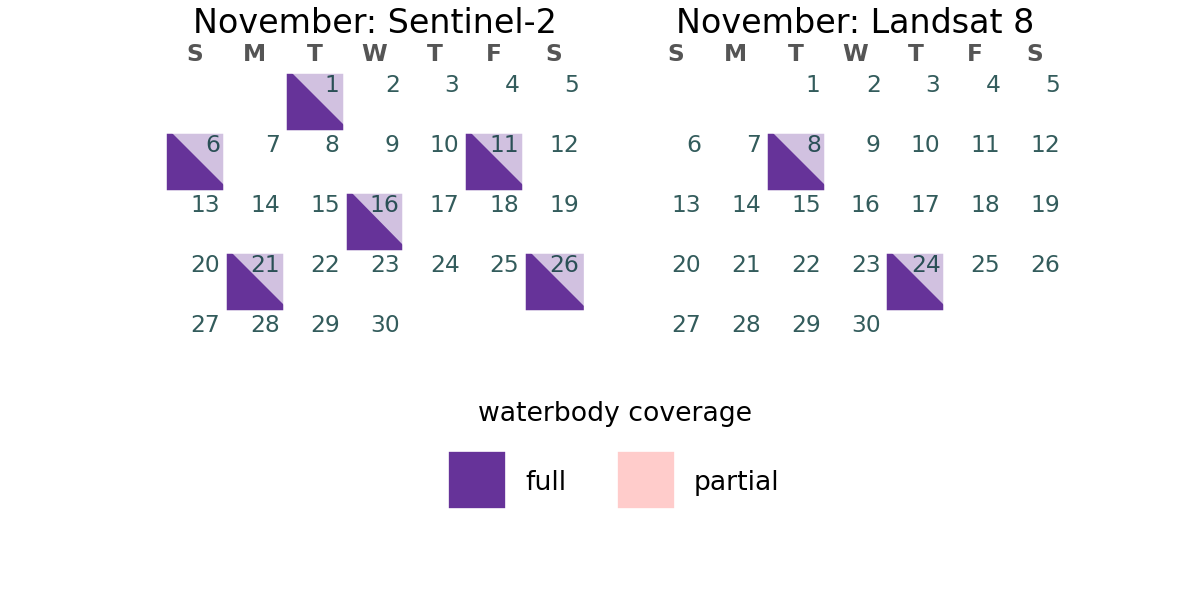 November: Sentinel-2
S M T W T F S
1 2 3 4 5
6 7 8 9 10 11 12
13 14 15 16 17 18 19
20 21 22 23 24 25 26
27 28 29 30
November: Landsat 8
S M T W T F S
1 2 3 4 5
6 7 8 9 10 11 12
13 14 15 16 17 18 19
20 21 22 23 24 25 26
27 28 29 30
waterbody coverage
full partial